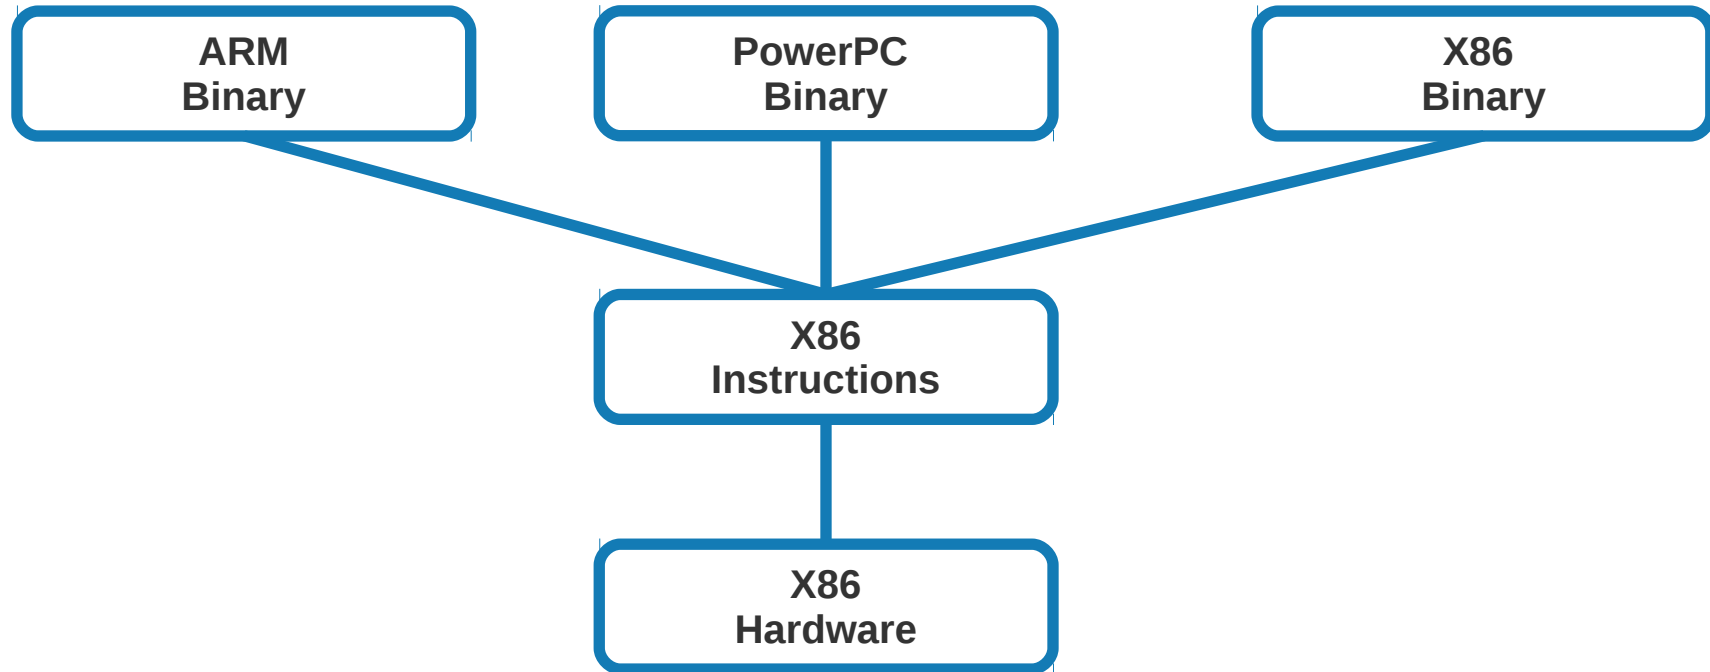 ARM
Binary
PowerPC
Binary
X86
Binary
X86
Instructions
X86
Hardware